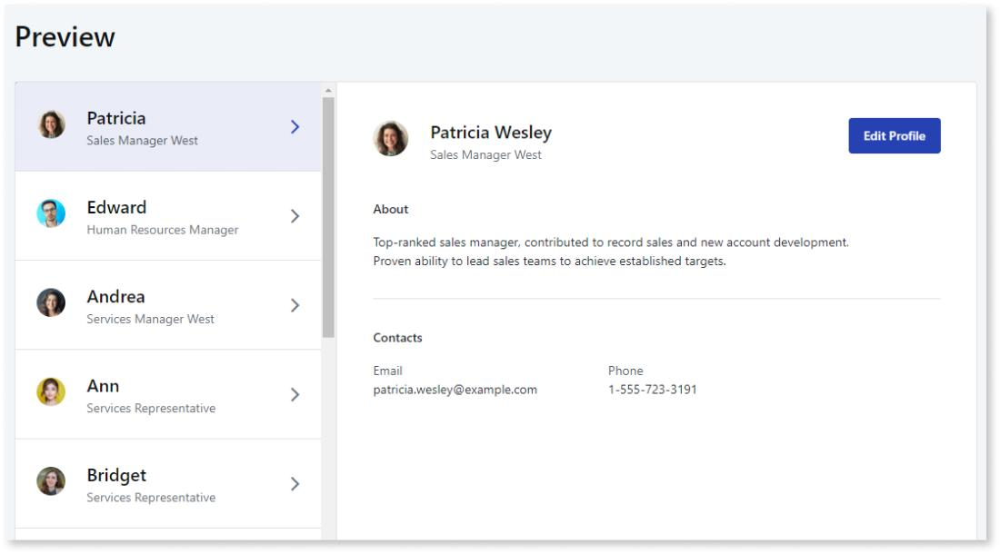 Preview
Patricia
Sales Manager West
Edward
Human Resources Manager
Andrea
Services Manager West
Ann
Services Representative
Bridget
Services Representative
Patricia Wesley
Sales Manager West
Edit Profile
About
Top-ranked sales manager, contributed to record sales and new account development.
Proven ability to lead sales teams to achieve established targets.
Contacts
Email
patricia.wesley@example.com
Phone
1-555-723-3191